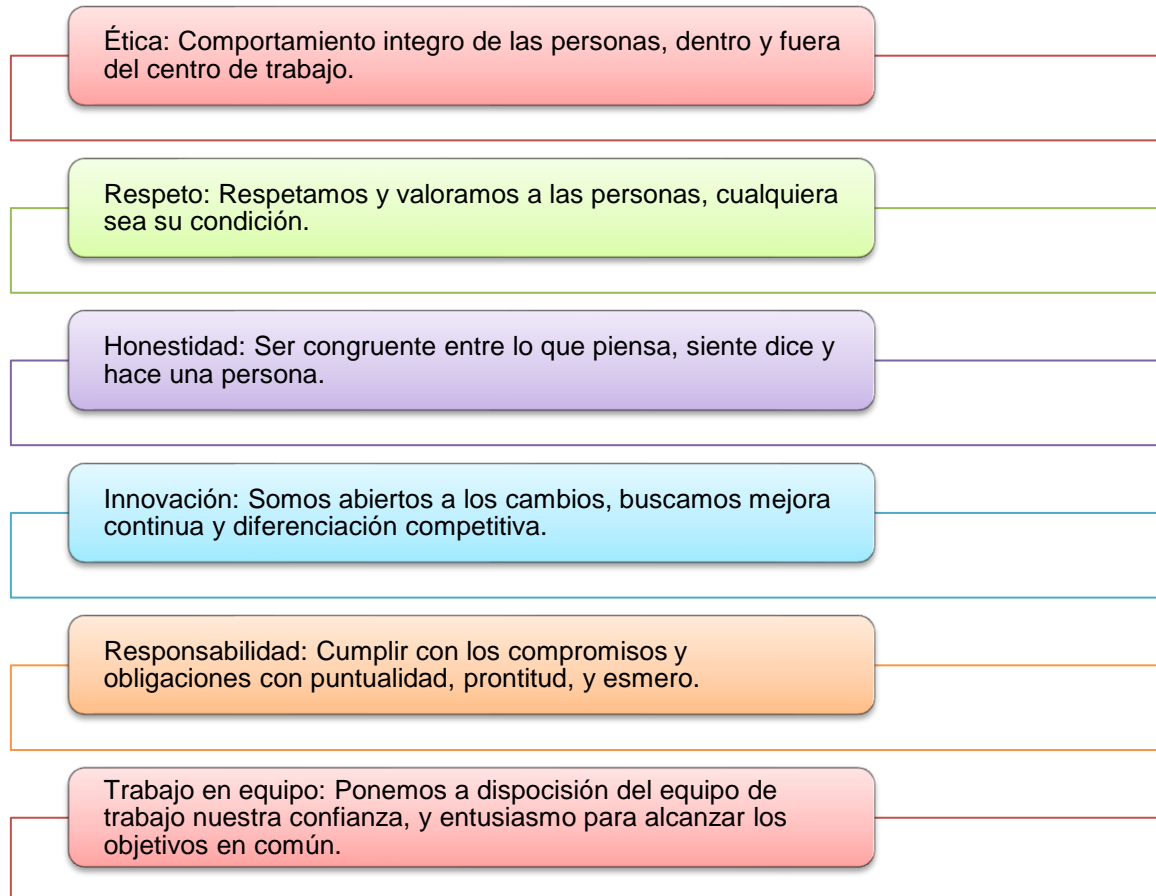 Ética: Comportamiento integro de las personas, dentro y fuera
del centro de trabajo.
Respeto: Respetamos y valoramos a las personas, cualquiera
sea su condición.
Honestidad: Ser congruente entre lo que piensa, siente dice y
hace una persona.
Innovación: Somos abiertos a los cambios, buscamos mejora
continua y diferenciación competitiva.
Responsabilidad: Cumplir con los compromisos y
obligaciones con puntualidad, prontitud, y esmero.
Trabajo en equipo: Ponemos a dispocisión del equipo de
trabajo nuestra confianza, y entusiasmo para alcanzar los
objetivos en común.